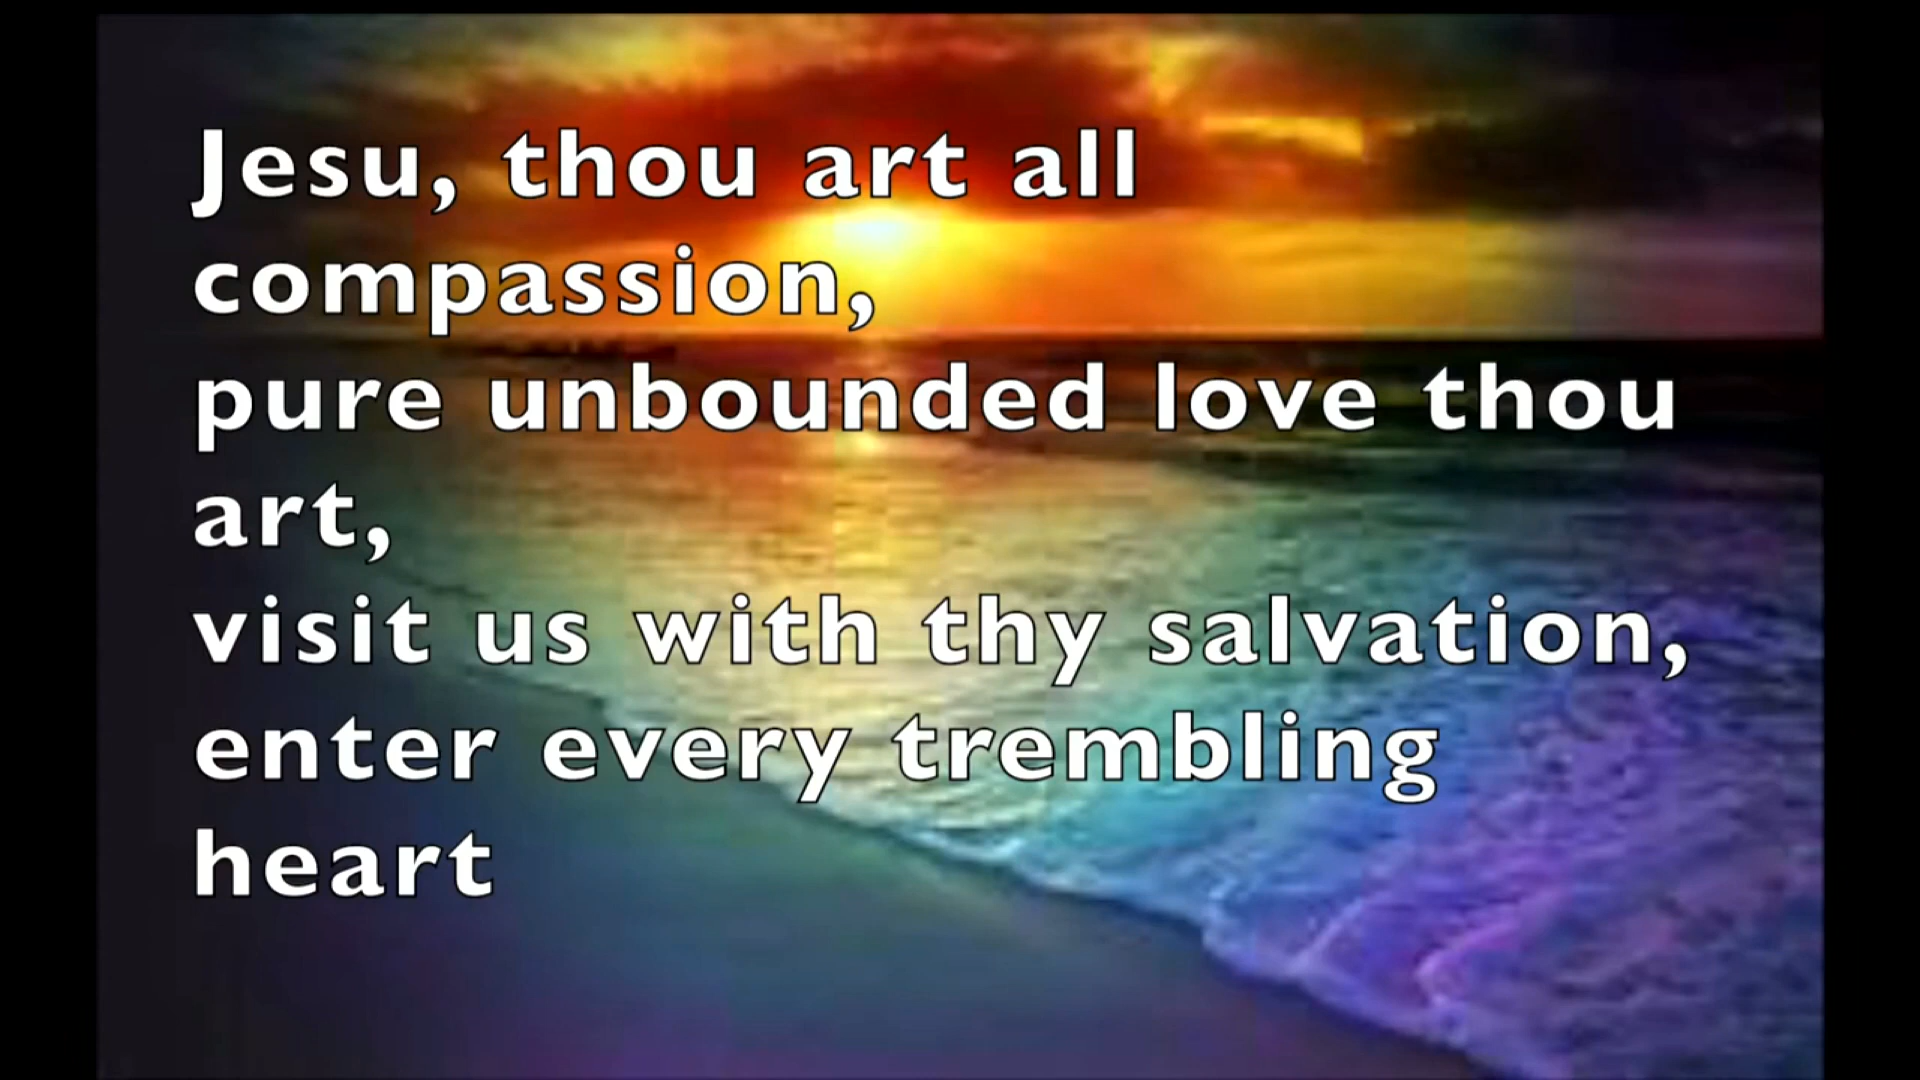 Jesu, thou art all
compassion,
pure unbounded love thou
art,
visit us with thy salvation,
enter every trembling
heart